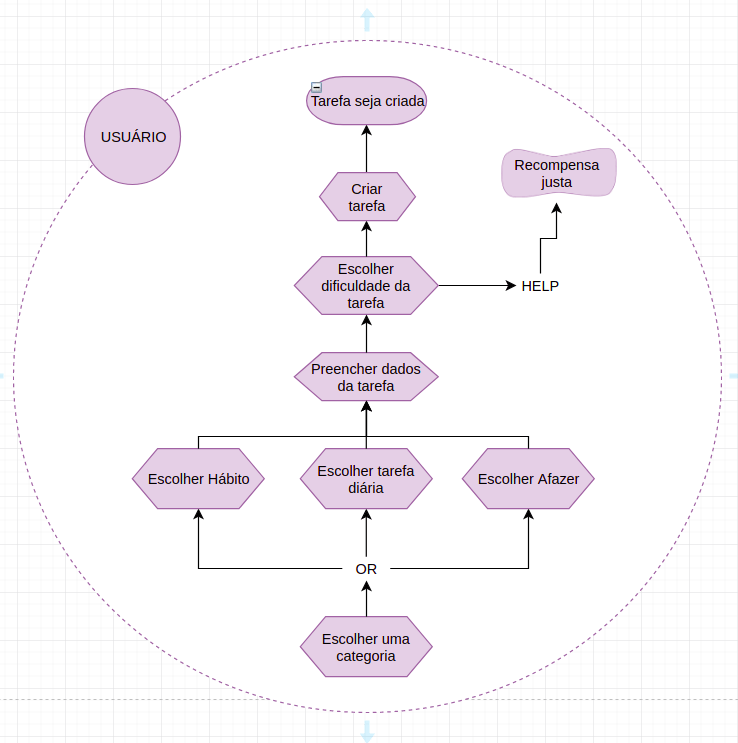 Tarefa seja criada
USUÁRIO
Recompensa
justa
Criar
tarefa
Escolher
dificuldade da
tarefa
HELP
Preencher dados
da tarefa
Escolher Hábito
Escolher tarefa
diária
Escolher Afazer
OR
Escolher uma
categoria